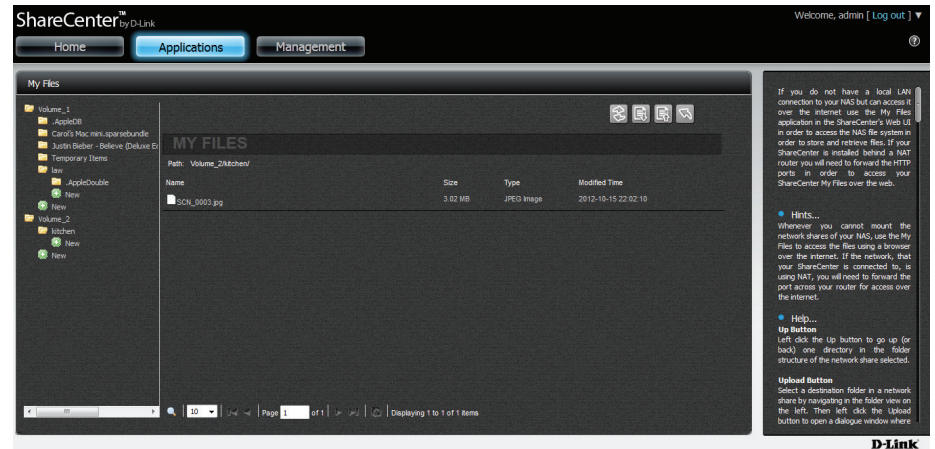 ShareCenter™ by D-Link
Welcome, admin [ Log out ] ▼
Home
Applications
Management
?
My Files
Volume_1
.AppleDB
Carol's Mac mini.sparsebundle
Justin Bieber - Believe (Deluxe Ec
Temporary Items
law
.AppleDouble
New
New
Volume_2
kitchen
New
New
MY FILES
Path: Volume_2/kitchen/
Name Size Type Modified Time
SCN_0003.jpg 3.02 MB JPEG Image 2012-10-15 22:02:10
10 Page 1 of 1 Displaying 1 to 1 of 1 items
If you do not have a local LAN
connection to your NAS but can access it
over the internet use the My Files
application in the ShareCenter's Web UI
in order to access the NAS file system in
order to store and retrieve files. If your
ShareCenter is installed behind a NAT
router you will need to forward the HTTP
ports in order to access your
ShareCenter My Files over the web.
Hints...
Whenever you cannot mount the
network shares of your NAS, use the My
Files to access the files using a browser
over the internet. If the network, that
your ShareCenter is connected to, is
using NAT, you will need to forward the
port across your router for access over
the internet.
Help...
Up Button
Left click the Up button to go up (or
back) one directory in the folder
structure of the network share selected.
Upload Button
Select a destination folder in a network
share by navigating in the folder view on
the left. Then left click the Upload
button to open a dialogue window where
D-Link